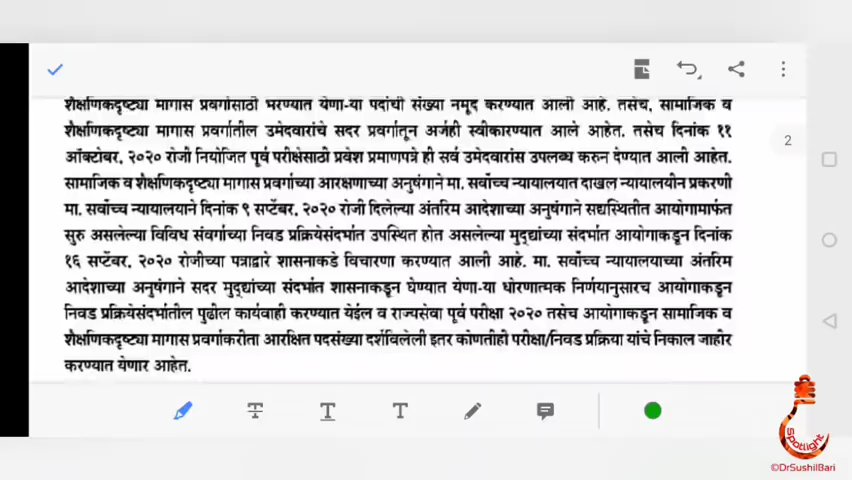 शैक्षणिकदृष्ट्या मागास प्रवर्गासाठी भरण्यात येणा-या पदांची संख्या नमूद करण्यात आली आहे. तसेच, सामाजिक व
शैक्षणिकदृष्ट्या मागास प्रवर्गातील उमेदवारांचे सदर प्रवर्गातून अर्जही स्वीकारण्यात आले आहेत. तसेच दिनांक ११
2
ऑक्टोबर, २०२० रोजी नियोजित पूर्व परीक्षेसाठी प्रवेश प्रमाणपत्रे ही सर्व उमेदवारांस उपलब्ध करुन देण्यात आली आहेत.
सामाजिक व शैक्षणिकदृष्ट्या मागास प्रवर्गाच्या आरक्षणाच्या अनुषंगाने मा. सर्वोच्च न्यायालयात दाखल न्यायालयीन प्रकरणी
मा. सर्वोच्च न्यायालयाने दिनांक ९ सप्टेंबर, २०२० रोजी दिलेल्या अंतरिम आदेशाच्या अनुषंगाने सद्यस्थितीत आयोगामार्फत
सुरु असलेल्या विविध संवर्गाच्या निवड प्रक्रियेसंदर्भात उपस्थित होत असलेल्या मुद्द्यांच्या संदर्भात आयोगाकडून दिनांक
१६ सप्टेंबर, २०२० रोजीच्या पत्राद्वारे शासनाकडे विचारणा करण्यात आली आहे. मा. सर्वोच्च न्यायालयाच्या अंतरिम
आदेशाच्या अनुषंगाने सदर मुद्द्यांच्या संदर्भात शासनाकडून घेण्यात येणा-या धोरणात्मक निर्णयानुसारच आयोगाकडून
निवड प्रक्रियेसंदर्भातील पुढील कार्यवाही करण्यात येईल व राज्यसेवा पूर्व परीक्षा २०२० तसेच आयोगाकडून सामाजिक व
शैक्षणिकदृष्ट्या मागास प्रवर्गाकरीता आरक्षित पदसंख्या दर्शविलेली इतर कोणतीही परीक्षा/निवड प्रक्रिया यांचे निकाल जाहीर
करण्यात येणार आहेत.
Spotlight
©DrSushilBari